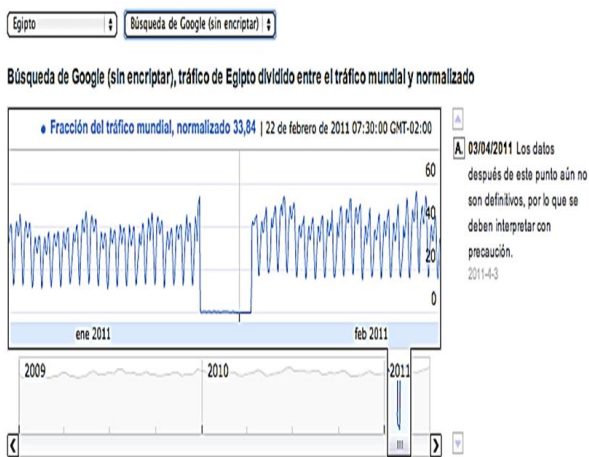 Egipto
Búsqueda de Google (sin encriptar)
Búsqueda de Google (sin encriptar), tráfico de Egipto dividido entre el tráfico mundial y normalizado
Fracción del tráfico mundial, normalizado 33,84 | 22 de febrero de 2011 07:30:00 GMT-02:00
60
40
20
0
ene 2011
feb 2011
2009
2010
2011
A. 03/04/2011 Los datos
después de este punto aún no
son definitivos, por lo que se
deben interpretar con
precaución.
2011-4-3